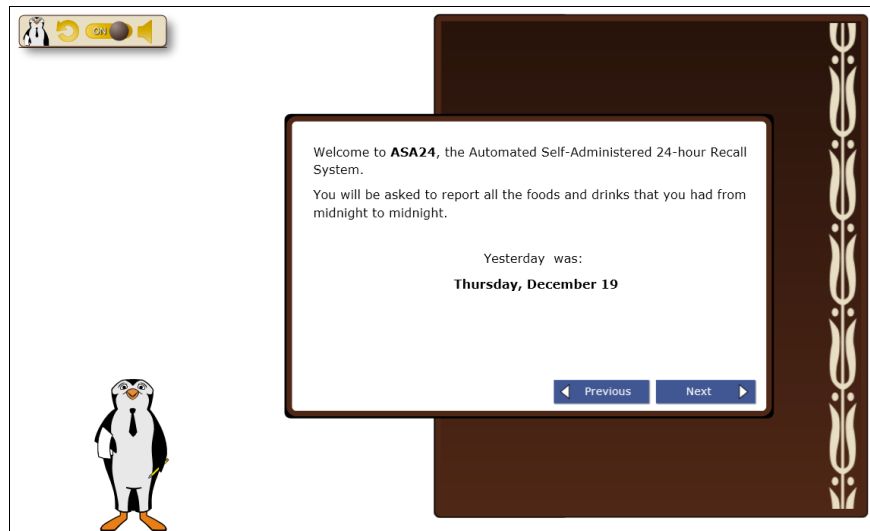 ON
Welcome to ASA24, the Automated Self-Administered 24-hour Recall
System.
You will be asked to report all the foods and drinks that you had from
midnight to midnight.
Yesterday was:
Thursday, December 19
Previous
Next